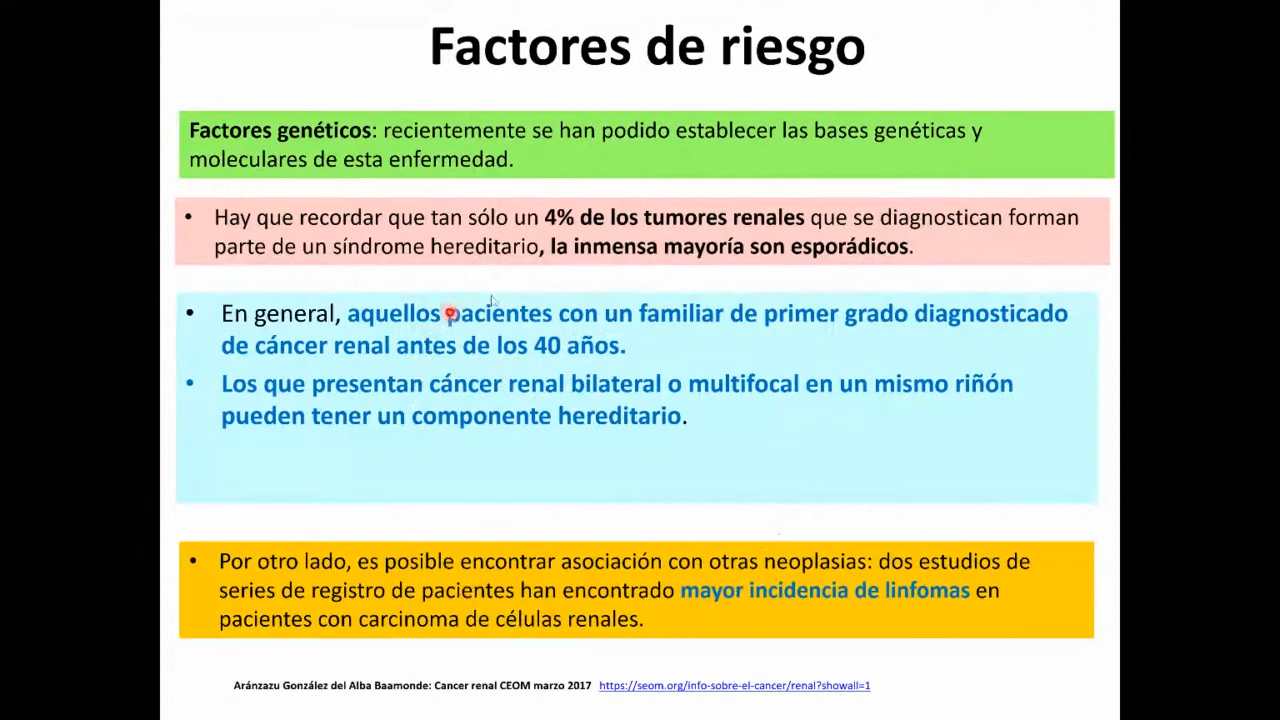 Factores de riesgo
Factores genéticos: recientemente se han podido establecer las bases genéticas y
moleculares de esta enfermedad.
• Hay que recordar que tan sólo un 4% de los tumores renales que se diagnostican forman
parte de un síndrome hereditario, la inmensa mayoría son esporádicos.
• En general, aquellos pacientes con un familiar de primer grado diagnosticado
de cáncer renal antes de los 40 años.
• Los que presentan cáncer renal bilateral o multifocal en un mismo riñón
pueden tener un componente hereditario.
• Por otro lado, es posible encontrar asociación con otras neoplasias: dos estudios de
series de registro de pacientes han encontrado mayor incidencia de linfomas en
pacientes con carcinoma de células renales.
Aránzazu González del Alba Baamonde: Cancer renal CEOM marzo 2017 https://seom.org/info-sobre-el-cancer/renal?showall=1